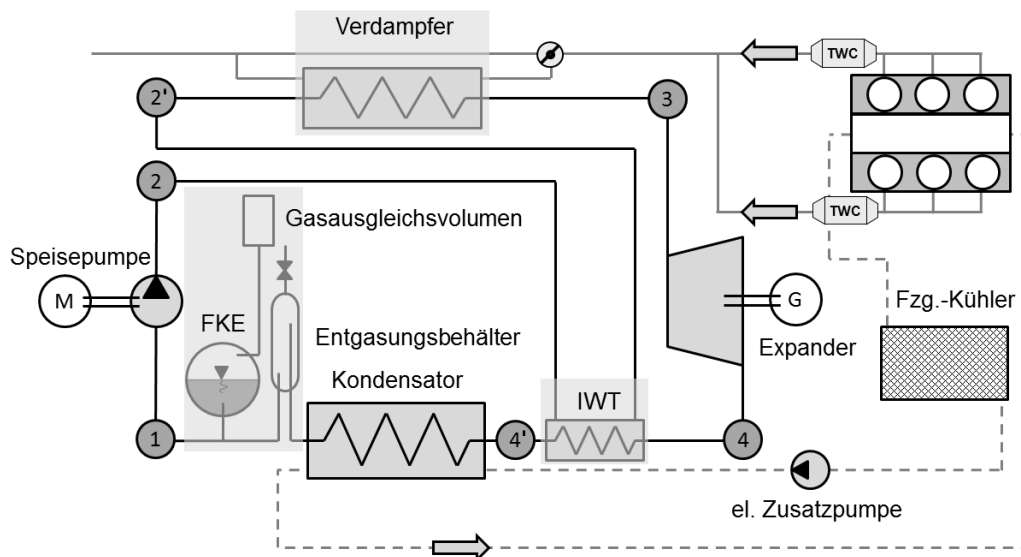 Verdampfer
TWC
2'
3
2
Gasausgleichsvolumen
TWC
Speisepumpe
M
FKE
Entgasungsbehälter
Kondensator
G
Expander
Fzg.-Kühler
IWT
1
4'
4
el. Zusatzpumpe